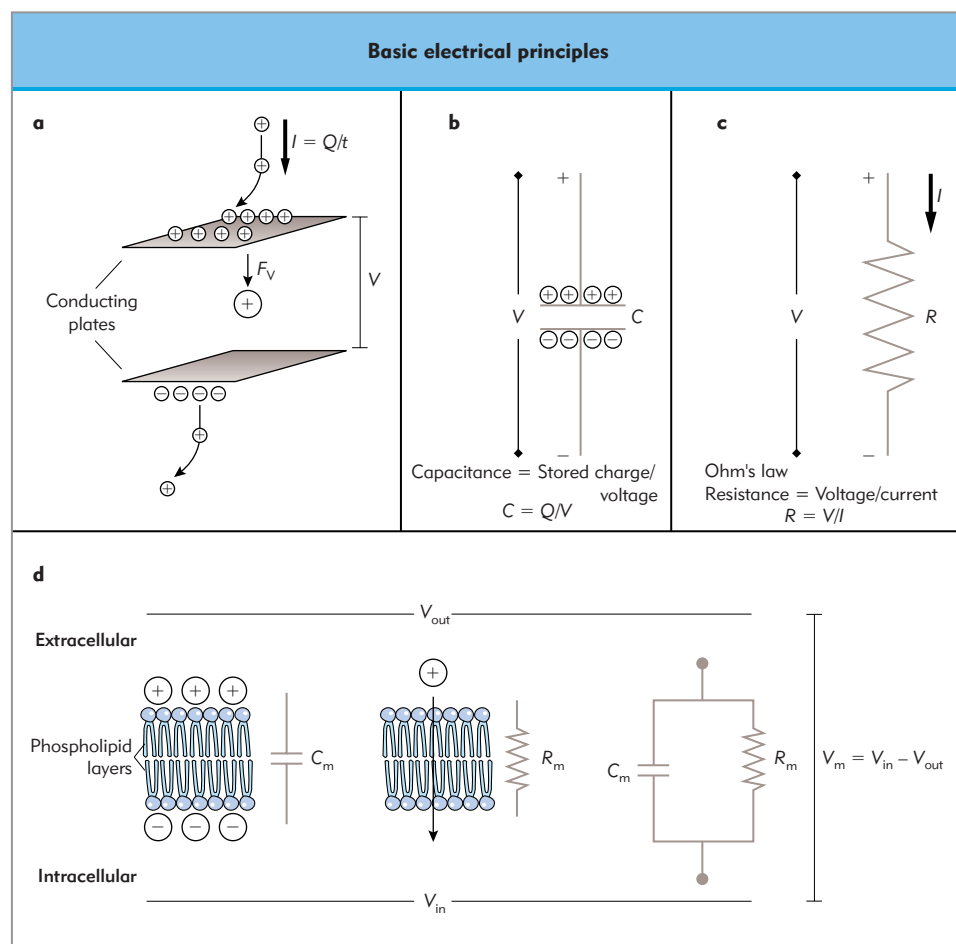 Basic electrical principles
a
+
I = Q/t
+
+ + + +
+ + + +
F_V
+
V
Conducting
plates
− − − −
+
+
b
+
+ + + +
V
C
− − − −
−
Capacitance = Stored charge/
voltage
C = Q/V
c
+
I
V
R
−
Ohm's law
Resistance = Voltage/current
R = V/I
d
V_out
Extracellular
+ + +
+
Phospholipid
layers
C_m
R_m
C_m
R_m
V_m = V_in – V_out
− − −
Intracellular
V_in